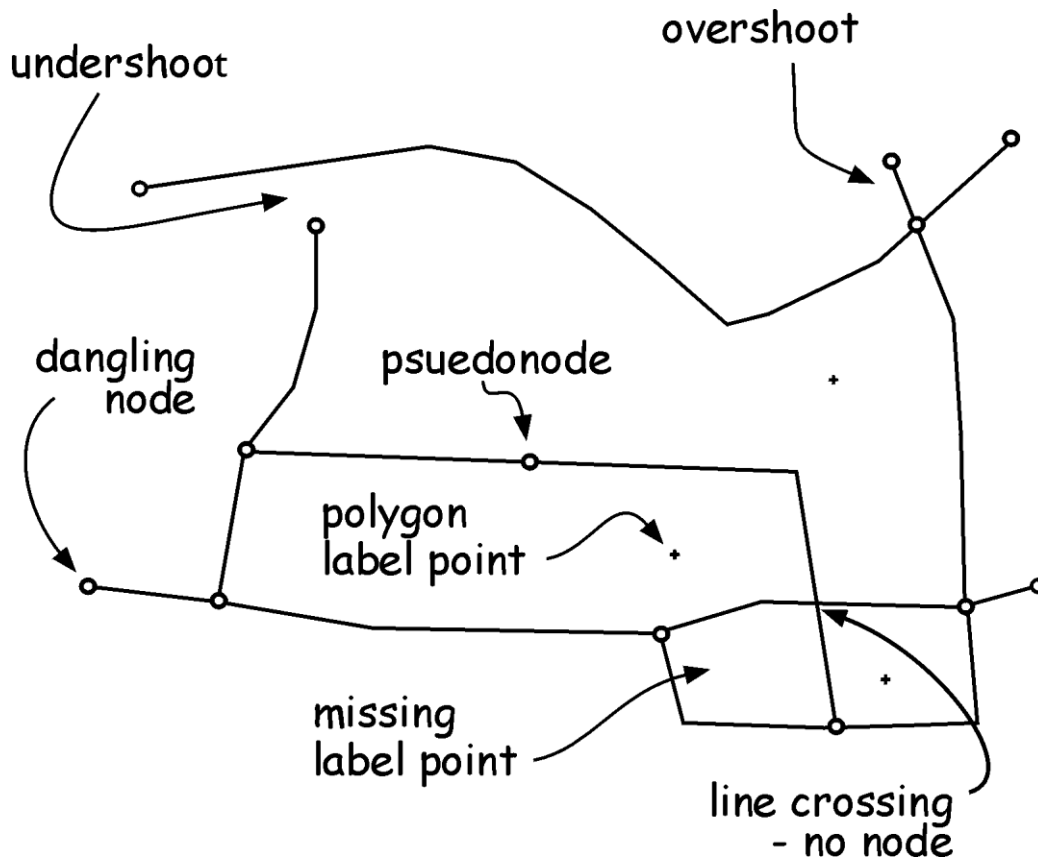 overshoot
undershoot
dangling
node
psuedonode
polygon
label point
missing
label point
line crossing
- no node